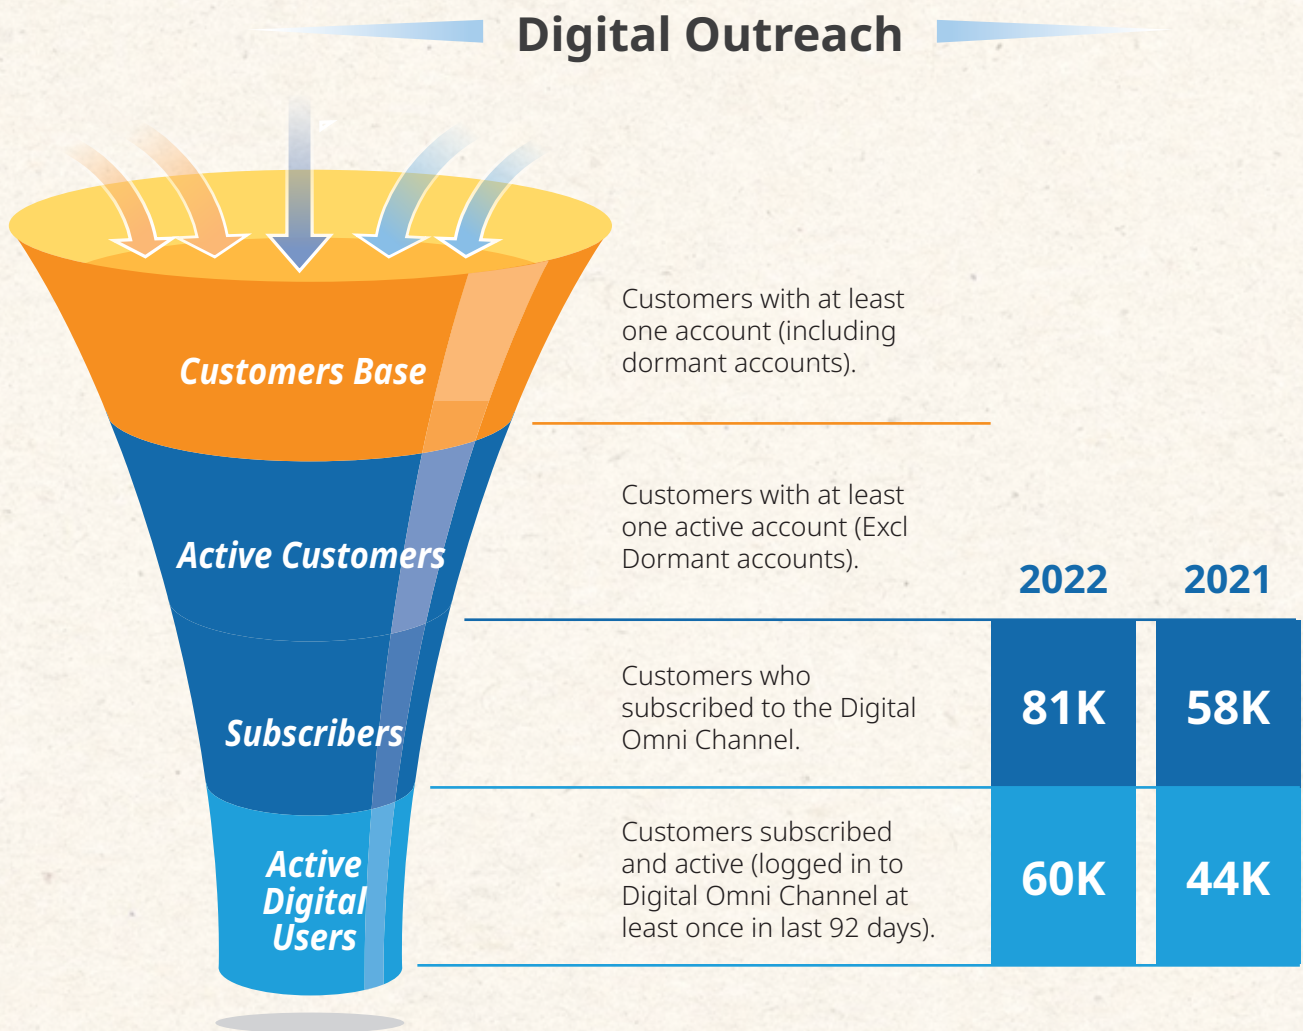 Digital Outreach
Customers Base
Customers with at least
one account (including
dormant accounts).
Active Customers
Customers with at least
one active account (Excl
Dormant accounts).
2022 2021
Subscribers
Customers who
subscribed to the Digital
Omni Channel.
81K 58K
Active
Digital
Users
Customers subscribed
and active (logged in to
Digital Omni Channel at
least once in last 92 days).
60K 44K